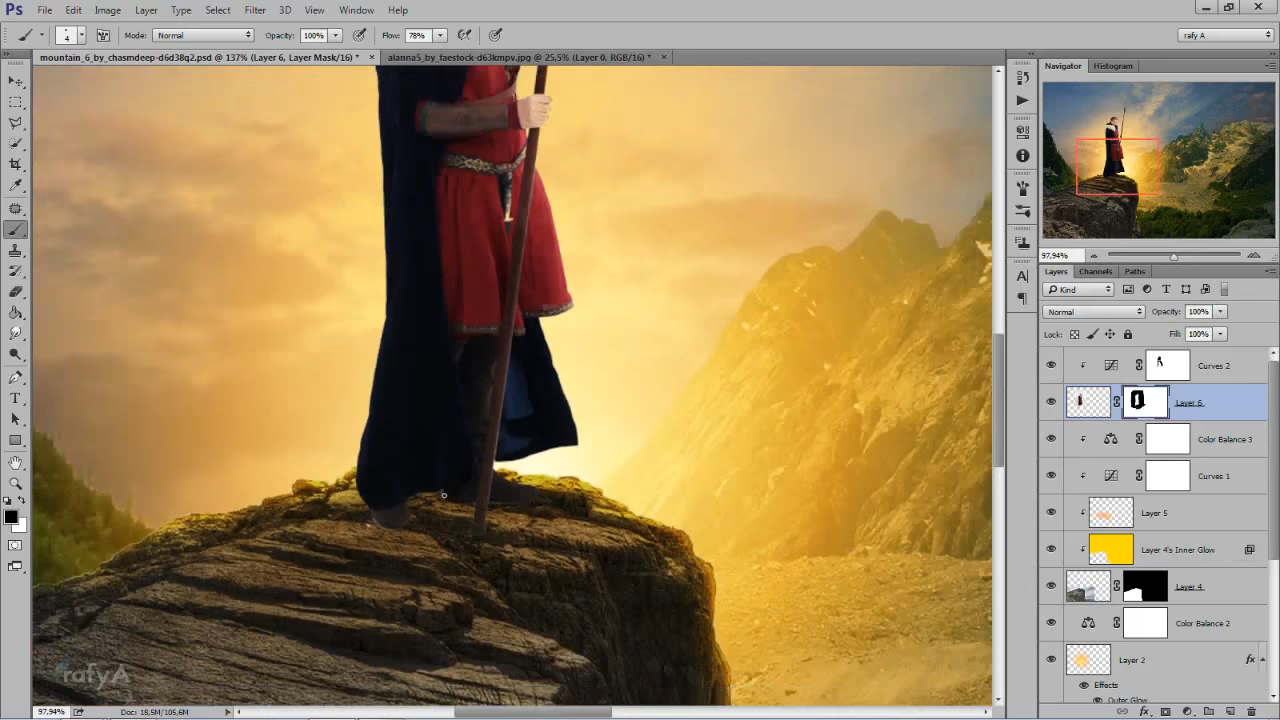 Ps File Edit Image Layer Type Select Filter 3D View Window Help
4 Mode: Normal Opacity: 100% Flow: 78% rafy A
mountain_6_by_chasmdeep-d6d38q2.psd @ 137% (Layer 6, Layer Mask/16) * × alanna5_by_faestock-d63kmpv.jpg @ 25,5% (Layer 0, RGB/16) * ×
Navigator Histogram
97,94%
Layers Channels Paths
Kind
Normal Opacity: 100%
Lock: Fill: 100%
Curves 2
Layer 6
Color Balance 3
Curves 1
Layer 5
Layer 4's Inner Glow
Layer 4
Color Balance 2
Layer 2 fx
Effects
Outer Glow
rafyA
97,94% Doc: 18,5M/105,6M